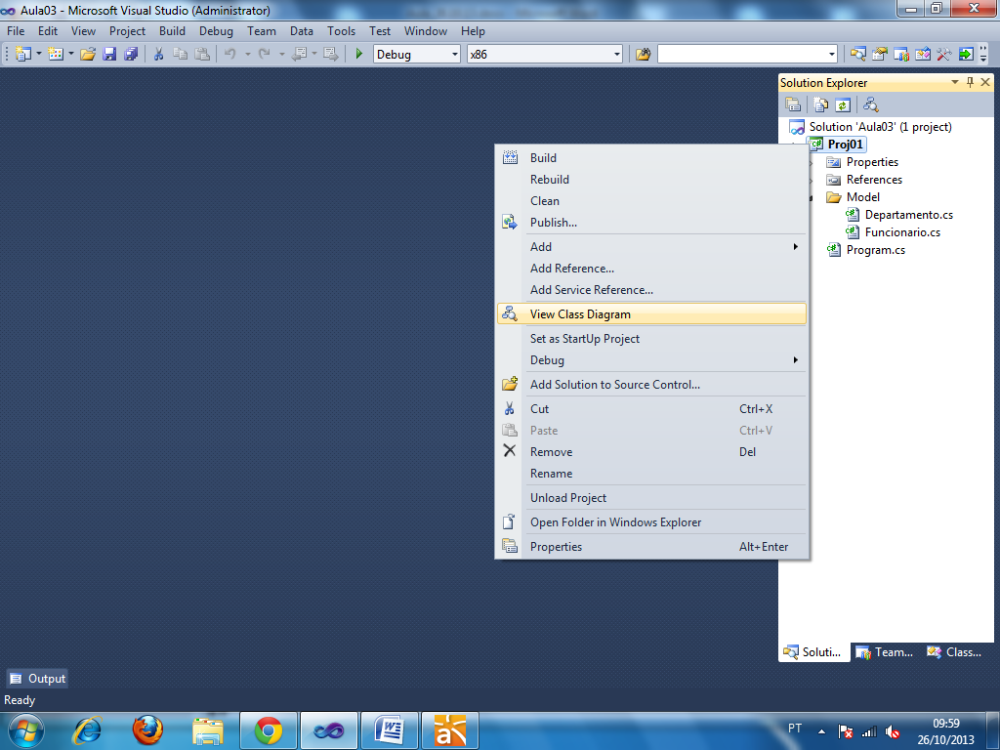 Aula03 - Microsoft Visual Studio (Administrator)
File Edit View Project Build Debug Team Data Tools Test Window Help
Debug x86
Solution Explorer
Solution 'Aula03' (1 project)
Proj01
Properties
References
Model
Departamento.cs
Funcionario.cs
Program.cs
Build
Rebuild
Clean
Publish...
Add
Add Reference...
Add Service Reference...
View Class Diagram
Set as StartUp Project
Debug
Add Solution to Source Control...
Cut Ctrl+X
Paste Ctrl+V
Remove Del
Rename
Unload Project
Open Folder in Windows Explorer
Properties Alt+Enter
Soluti... Team... Class...
Output
Ready
PT
09:59
26/10/2013